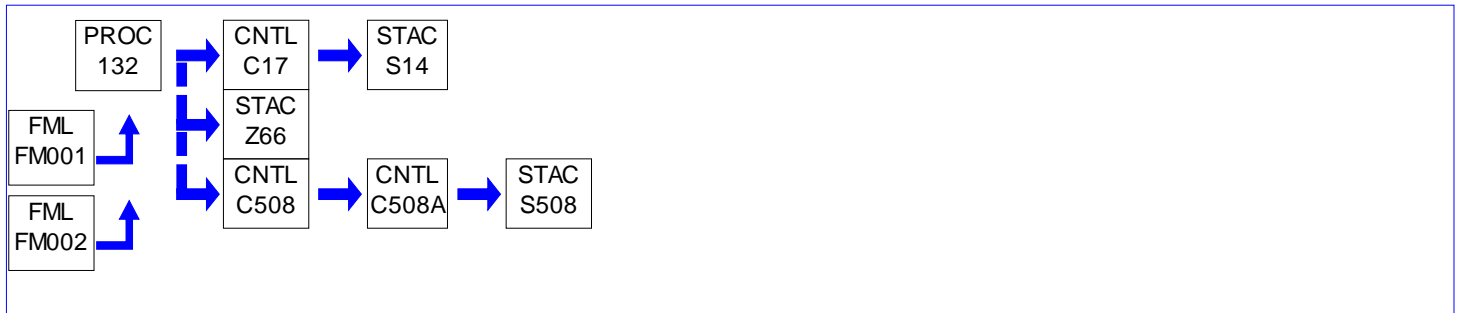 PROC
132
CNTL
C17
STAC
S14
FML
FM001
STAC
Z66
FML
FM002
CNTL
C508
CNTL
C508A
STAC
S508